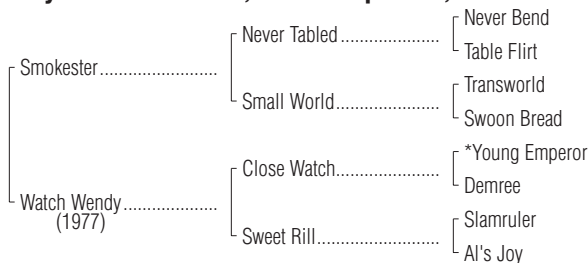 Never Bend
Never Tabled
Table Flirt
Smokester
Transworld
Small World
Swoon Bread
*Young Emperor
Close Watch
Demree
Watch Wendy
(1977)
Slamruler
Sweet Rill
Al's Joy